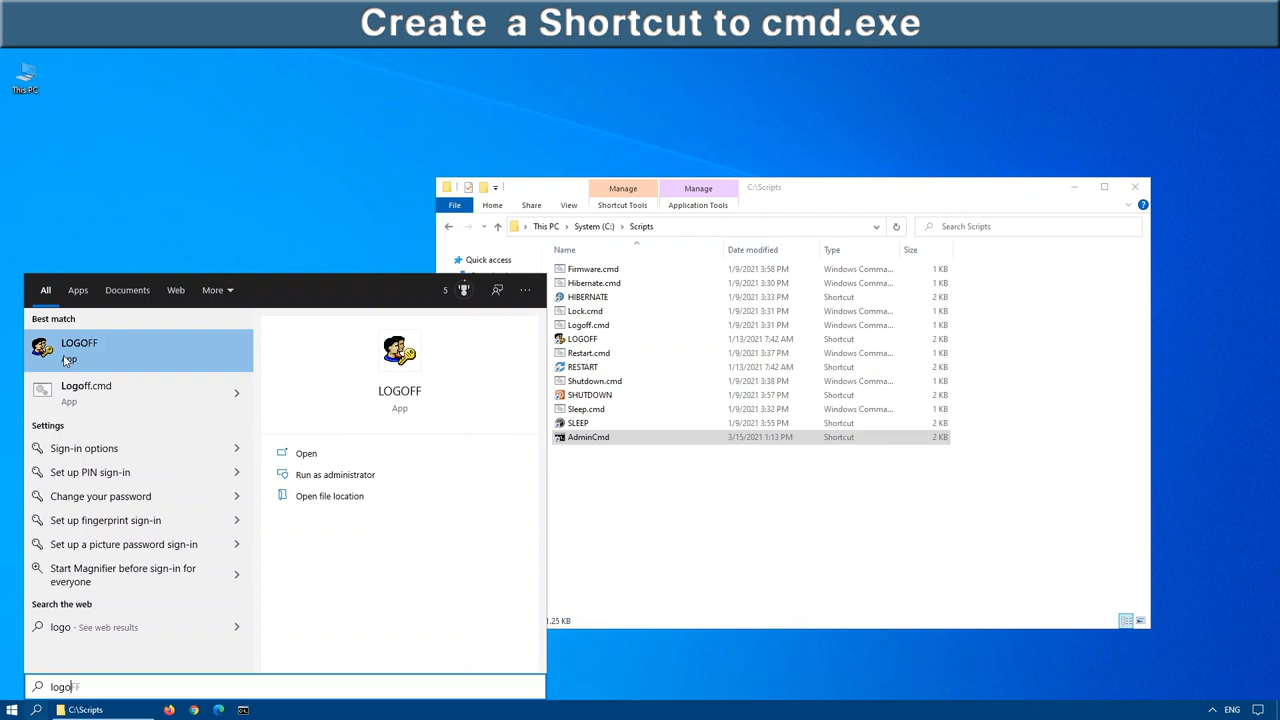 Create a Shortcut to cmd.exe
This PC
Manage Manage C:\Scripts
File Home Share View Shortcut Tools Application Tools
This PC System (C:) Scripts Search Scripts
Name Date modified Type Size
Quick access
Firmware.cmd 1/9/2021 3:58 PM Windows Comma... 1 KB
Hibernate.cmd 1/9/2021 3:34 PM Windows Comma... 1 KB
HIBERNATE 1/9/2021 3:33 PM Shortcut 2 KB
Lock.cmd 1/9/2021 3:31 PM Windows Comma... 1 KB
Logoff.cmd 1/9/2021 3:31 PM Windows Comma... 1 KB
LOGOFF 1/13/2021 7:42 AM Shortcut 2 KB
Restart.cmd 1/9/2021 3:37 PM Windows Comma... 1 KB
RESTART 1/13/2021 7:42 AM Shortcut 2 KB
Shutdown.cmd 1/9/2021 3:38 PM Windows Comma... 1 KB
SHUTDOWN 1/9/2021 3:57 PM Shortcut 2 KB
Sleep.cmd 1/9/2021 3:32 PM Windows Comma... 1 KB
SLEEP 1/9/2021 3:55 PM Shortcut 2 KB
AdminCmd 3/15/2021 1:13 PM Shortcut 2 KB
1.25 KB
All Apps Documents Web More 5
Best match
LOGOFF
Logoff.cmd
App
Settings
Sign-in options
Set up PIN sign-in
Change your password
Set up fingerprint sign-in
Set up a picture password sign-in
Start Magnifier before sign-in for
everyone
Search the web
logo - See web results
LOGOFF
App
Open
Run as administrator
Open file location
logoFF
C:\Scripts
ENG